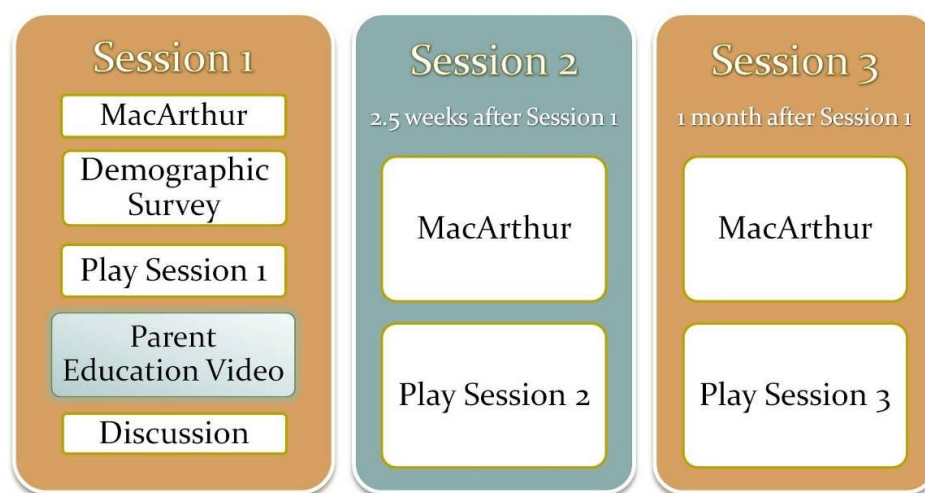 Session 1
MacArthur
Demographic
Survey
Play Session 1
Parent
Education Video
Discussion
Session 2
2.5 weeks after Session 1
MacArthur
Play Session 2
Session 3
1 month after Session 1
MacArthur
Play Session 3